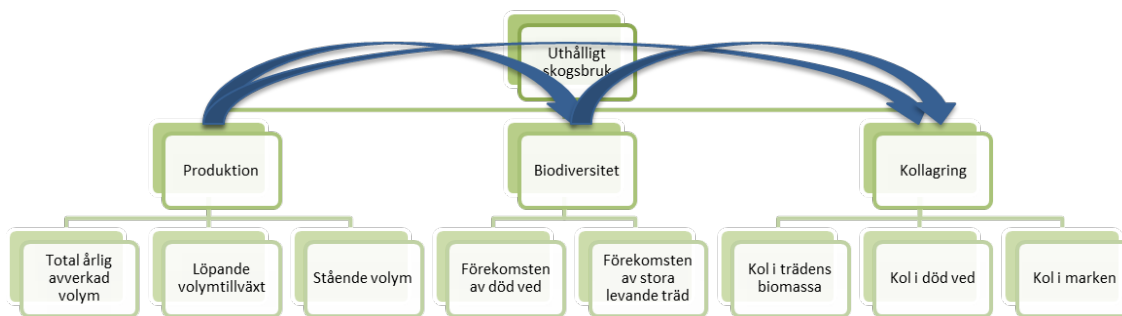 Uthålligt
skogsbruk
Produktion
Biodiversitet
Kollagring
Total årlig
avverkad
volym
Löpande
volymtillväxt
Stående volym
Förekomsten
av död ved
Förekomsten
av stora
levande träd
Kol i trädens
biomassa
Kol i död ved
Kol i marken